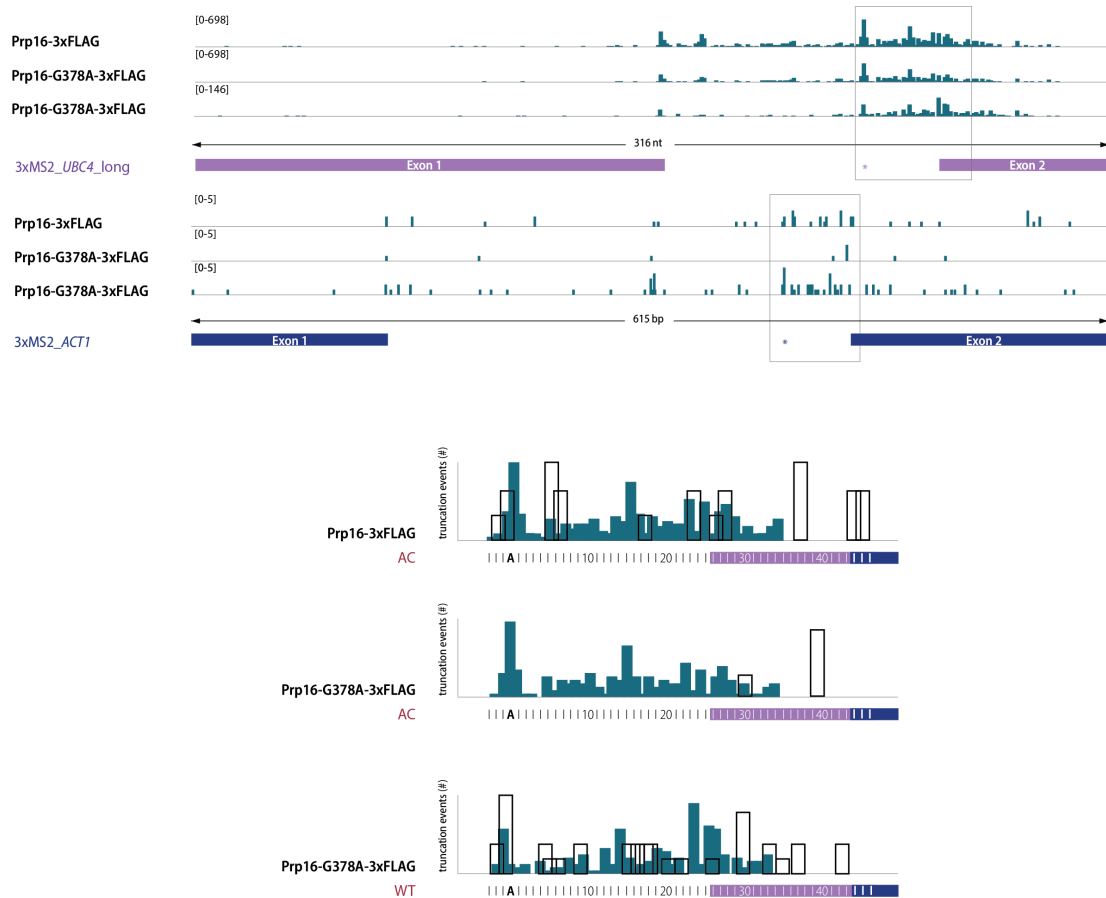 [0-698]
Prp16-3xFLAG
[0-698]
Prp16-G378A-3xFLAG
[0-146]
Prp16-G378A-3xFLAG
316 nt
3xMS2_UBC4_long
Exon 1
*
Exon 2
[0-5]
Prp16-3xFLAG
[0-5]
Prp16-G378A-3xFLAG
[0-5]
Prp16-G378A-3xFLAG
615 bp
3xMS2_ACT1
Exon 1
*
Exon 2
truncation events (#)
Prp16-3xFLAG
AC
A 10 20 30 40
truncation events (#)
Prp16-G378A-3xFLAG
AC
A 10 20 30 40
truncation events (#)
Prp16-G378A-3xFLAG
WT
A 10 20 30 40